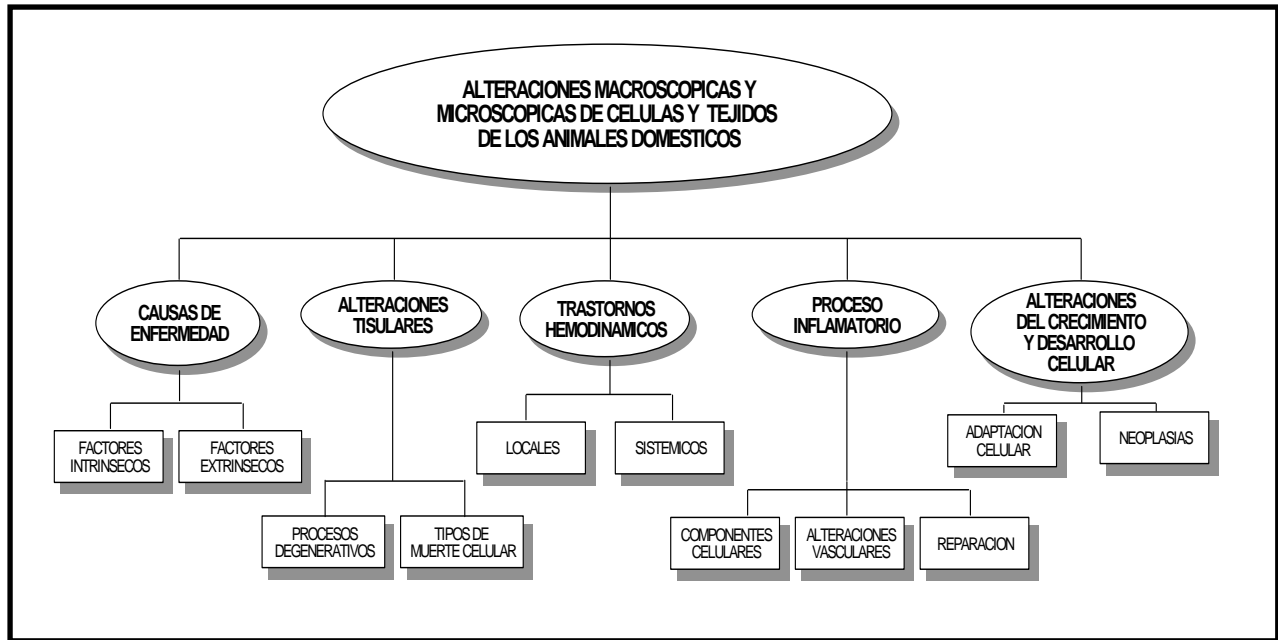 ALTERACIONES MACROSCOPICAS Y
MICROSCOPICAS DE CELULAS Y TEJIDOS
DE LOS ANIMALES DOMESTICOS
CAUSAS DE
ENFERMEDAD
ALTERACIONES
TISULARES
TRASTORNOS
HEMODINAMICOS
PROCESO
INFLAMATORIO
ALTERACIONES
DEL CRECIMIENTO
Y DESARROLLO
CELULAR
FACTORES
INTRINSECOS
FACTORES
EXTRINSECOS
LOCALES
SISTEMICOS
ADAPTACION
CELULAR
NEOPLASIAS
PROCESOS
DEGENERATIVOS
TIPOS DE
MUERTE CELULAR
COMPONENTES
CELULARES
ALTERACIONES
VASCULARES
REPARACION